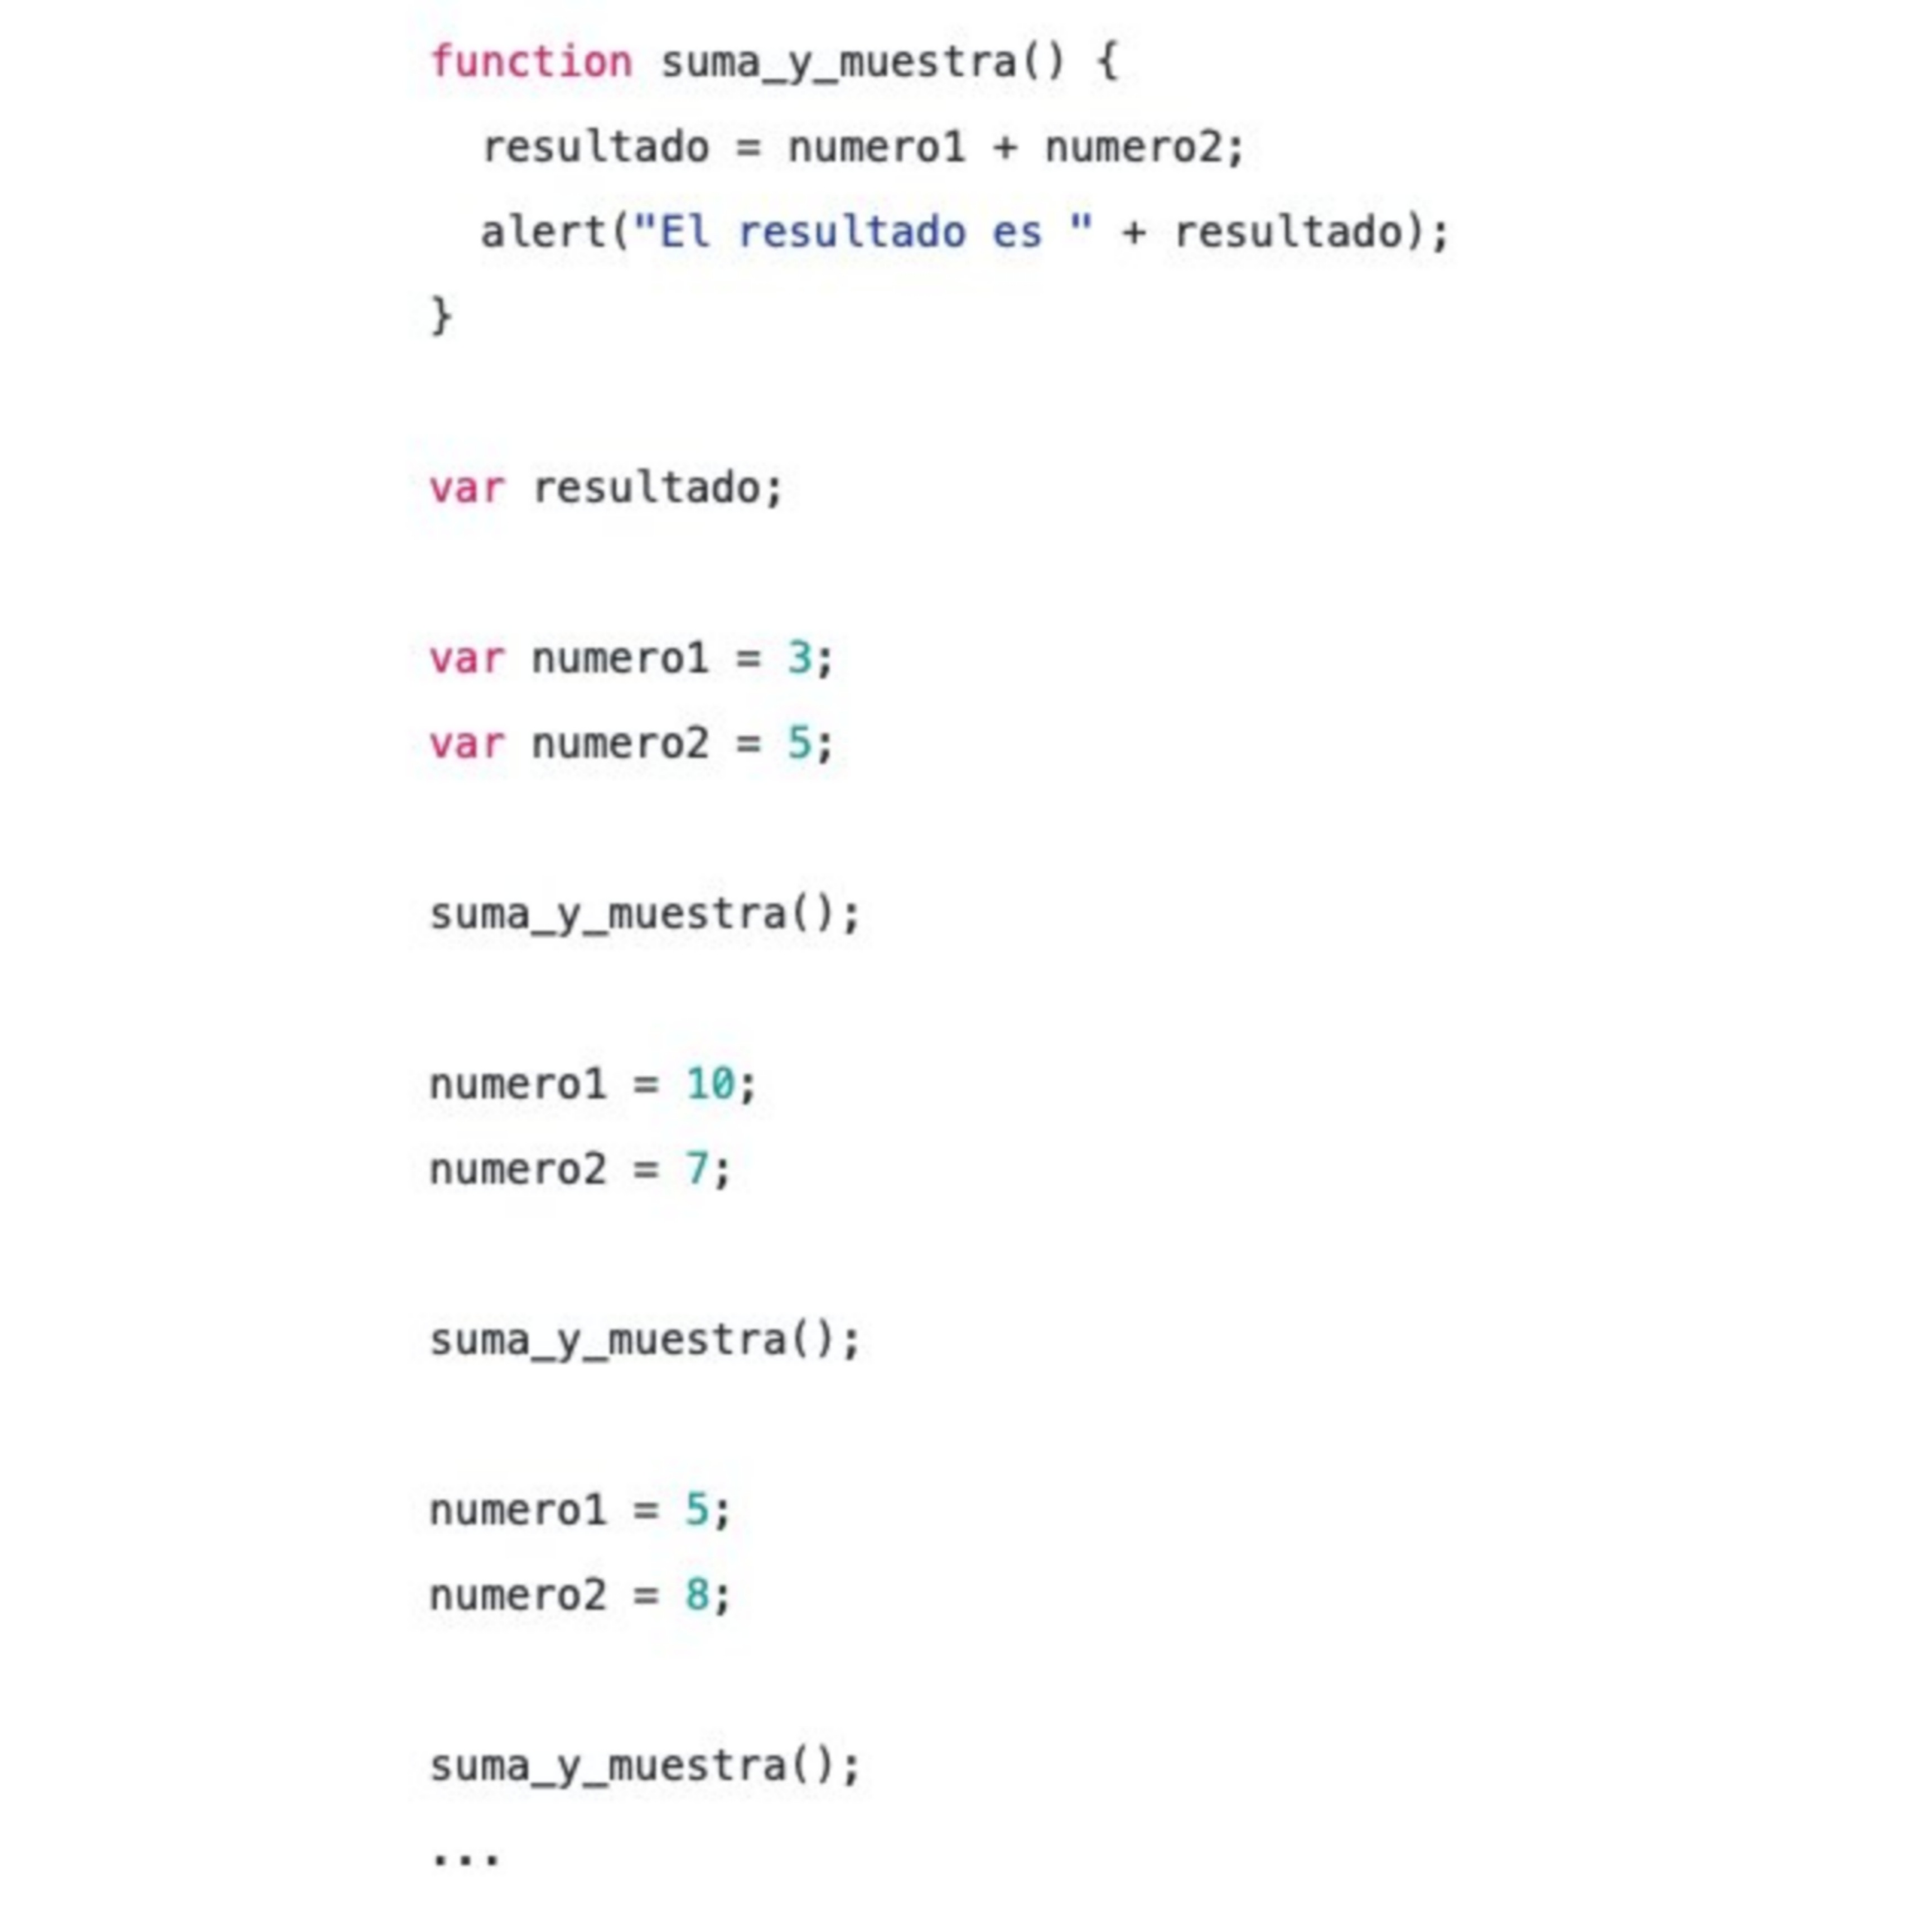 function suma_y_muestra() {
resultado = numero1 + numero2;
alert("El resultado es " + resultado);
}
var resultado;
var numero1 = 3;
var numero2 = 5;
suma_y_muestra();
numero1 = 10;
numero2 = 7;
suma_y_muestra();
numero1 = 5;
numero2 = 8;
suma_y_muestra();
...